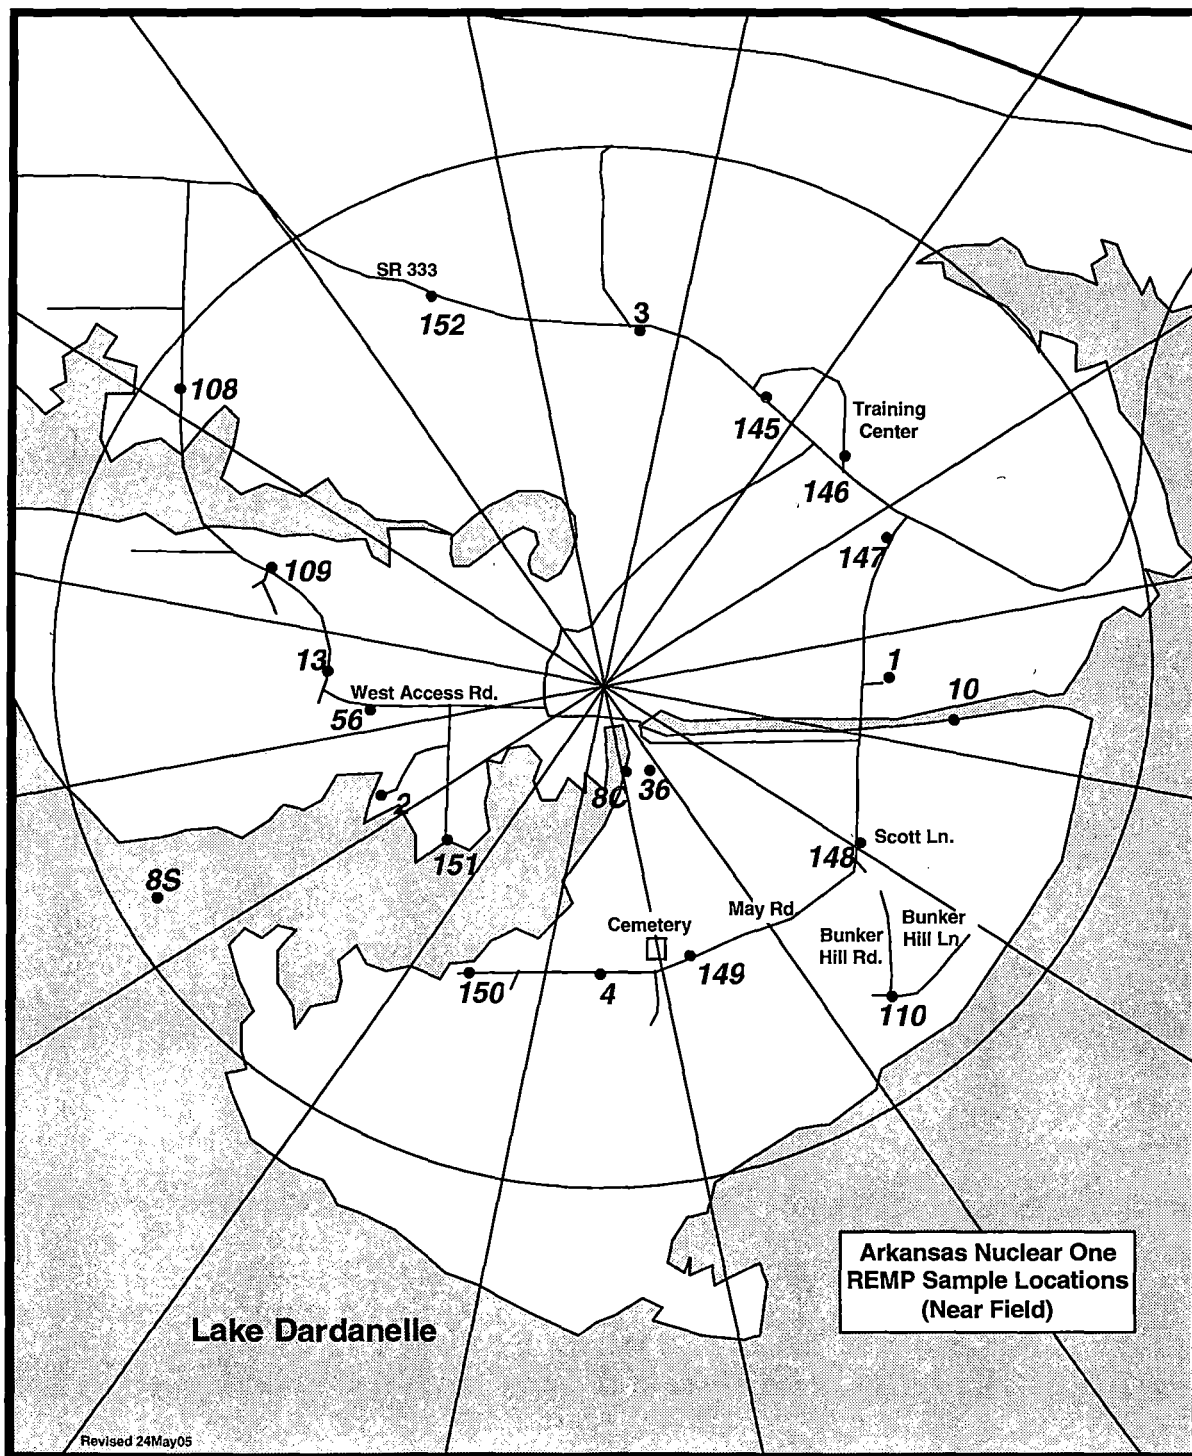 SR 333
152
3
108
145
Training
Center
146
147
109
13
West Access Rd.
56
1
10
2
8C
36
151
148
Scott Ln.
8S
May Rd.
Cemetery
Bunker
Hill Rd.
Bunker
Hill Ln
149
150
4
110
Arkansas Nuclear One
REMP Sample Locations
(Near Field)
Lake Dardanelle
Revised 24May05